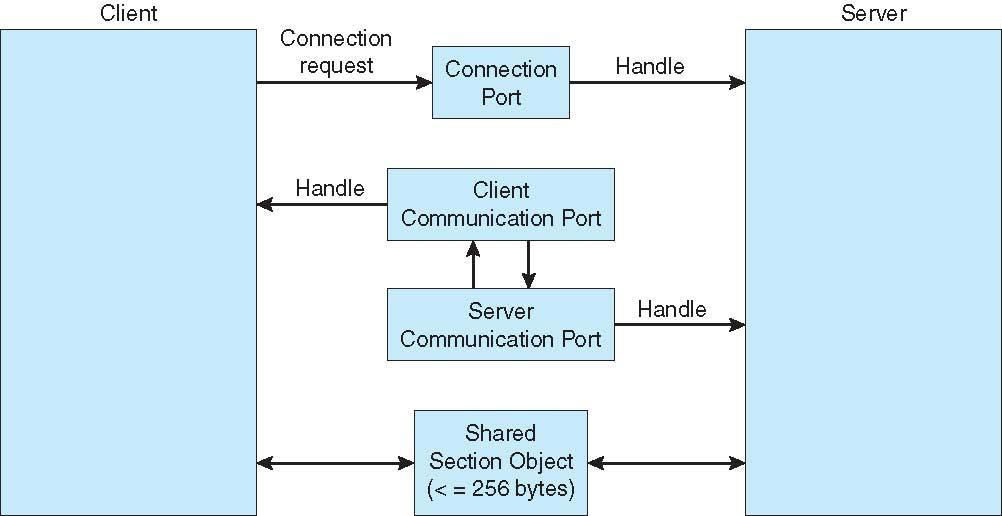 Client
Server
Connection
request
Connection
Port
Handle
Handle
Client
Communication Port
Server
Communication Port
Handle
Shared
Section Object
(< = 256 bytes)